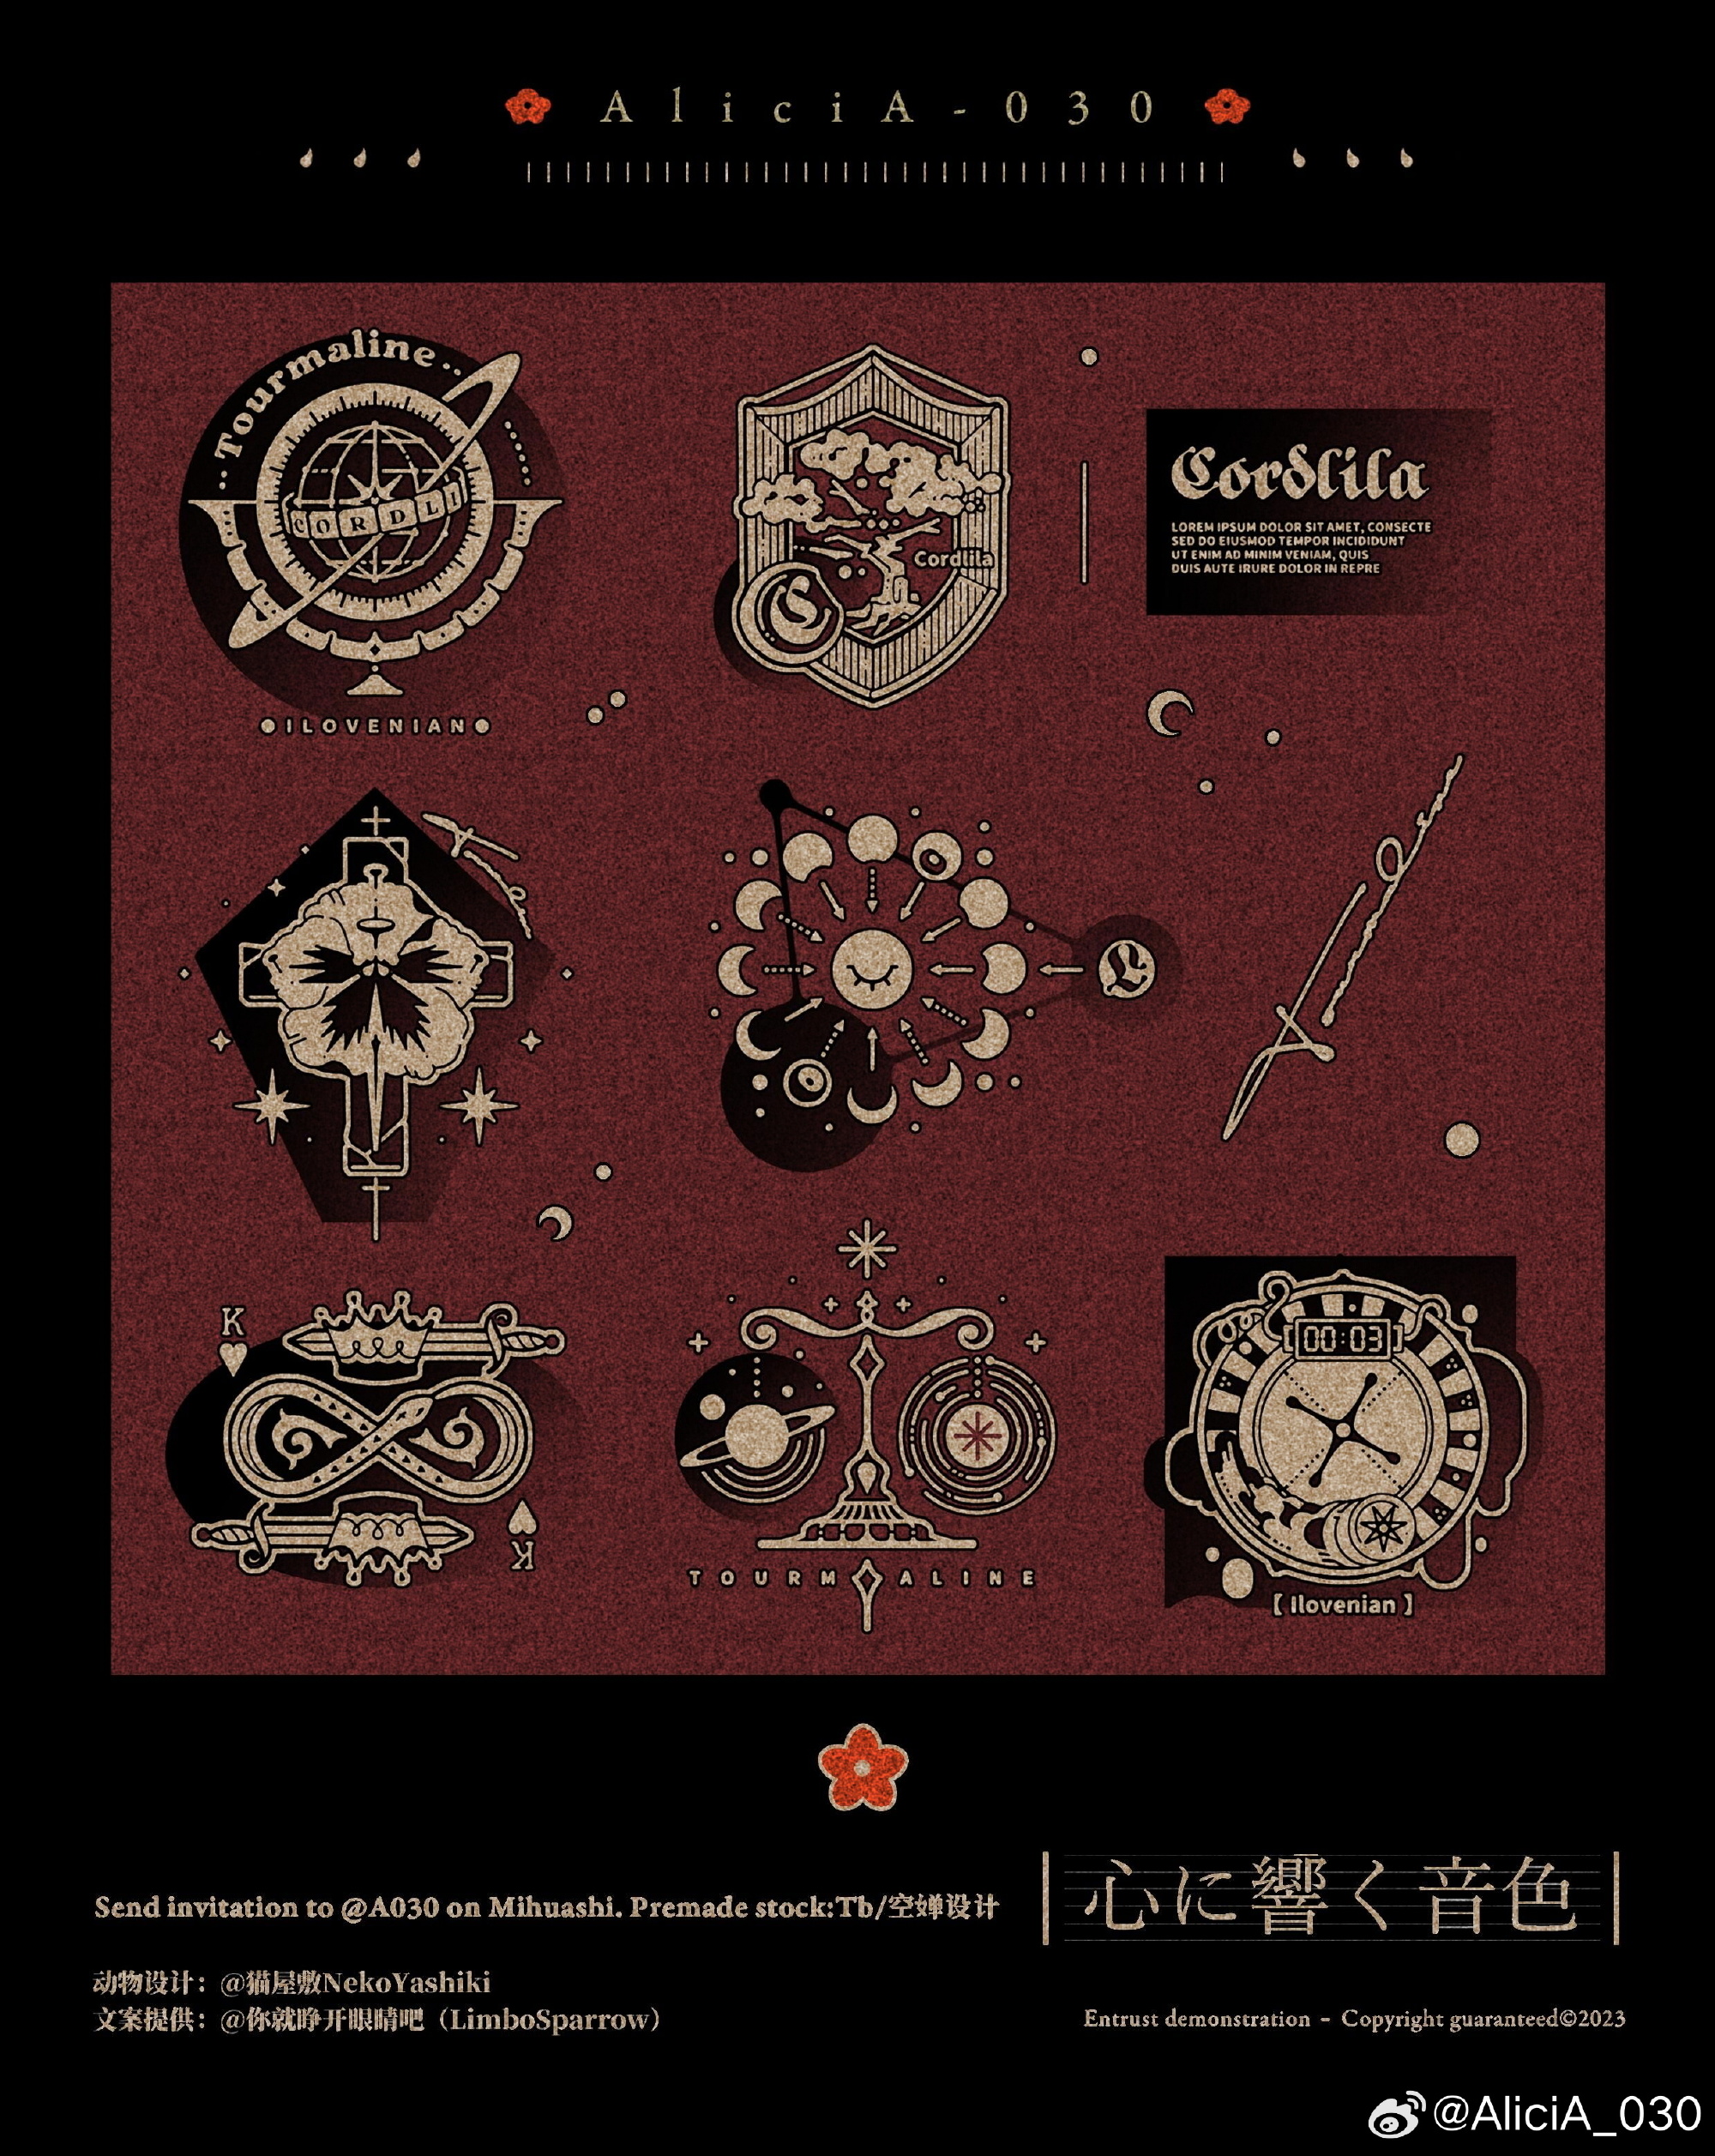 AliciA-030
·· Tourmaline ··
CORDLI
●ILOVENIAN●
Cordlila
S
Cordlila
LOREM IPSUM DOLOR SIT AMET, CONSECTE
SED DO EIUSMOD TEMPOR INCIDIDUNT
UT ENIM AD MINIM VENIAM, QUIS
DUIS AUTE IRURE DOLOR IN REPRE
L
K
K
TOURMALINE
00:03
【 Ilovenian 】
Send invitation to @A030 on Mihuashi. Premade stock:Tb/空蝉设计
心に響く音色
动物设计：@猫屋敷NekoYashiki
文案提供：@你就睁开眼睛吧（LimboSparrow）
Entrust demonstration - Copyright guaranteed©2023
@AliciA_030